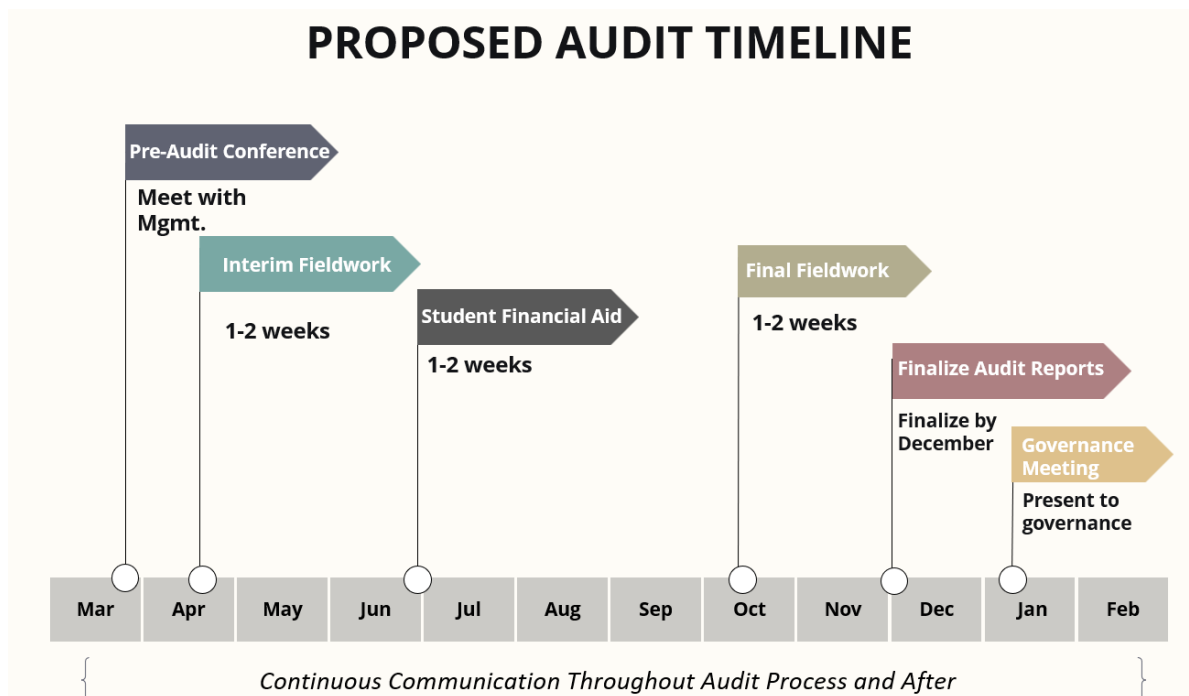 PROPOSED AUDIT TIMELINE
Pre-Audit Conference
Meet with
Mgmt.
Interim Fieldwork
1-2 weeks
Student Financial Aid
1-2 weeks
Final Fieldwork
1-2 weeks
Finalize Audit Reports
Finalize by
December
Governance
Meeting
Present to
governance
Mar Apr May Jun Jul Aug Sep Oct Nov Dec Jan Feb
Continuous Communication Throughout Audit Process and After